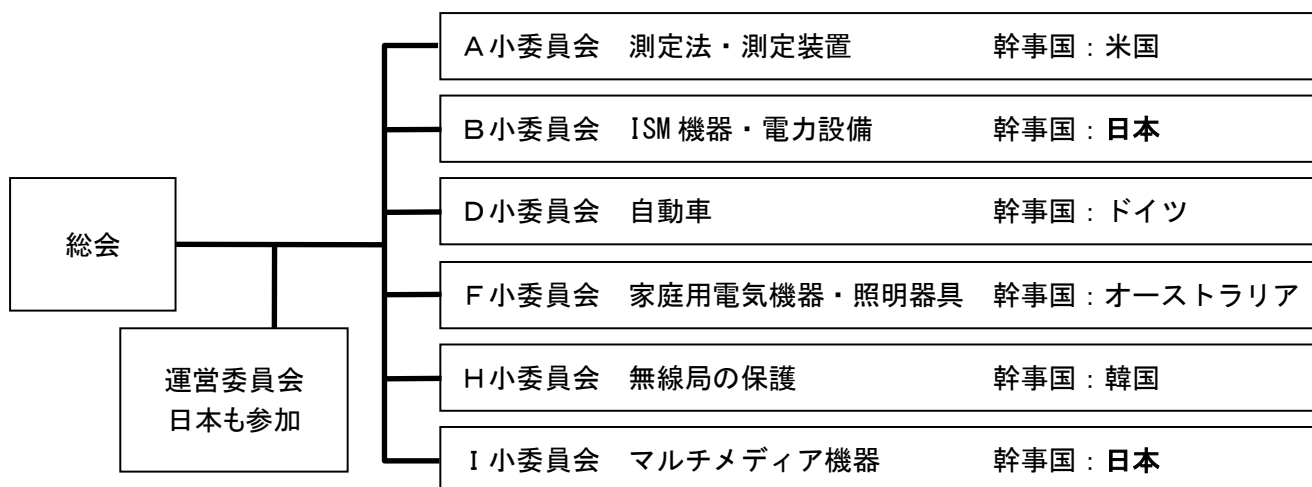 A小委員会 測定法・測定装置 幹事国：米国
B小委員会 ISM機器・電力設備 幹事国：日本
D小委員会 自動車 幹事国：ドイツ
F小委員会 家庭用電気機器・照明器具 幹事国：オーストラリア
H小委員会 無線局の保護 幹事国：韓国
I小委員会 マルチメディア機器 幹事国：日本
総会
運営委員会
日本も参加